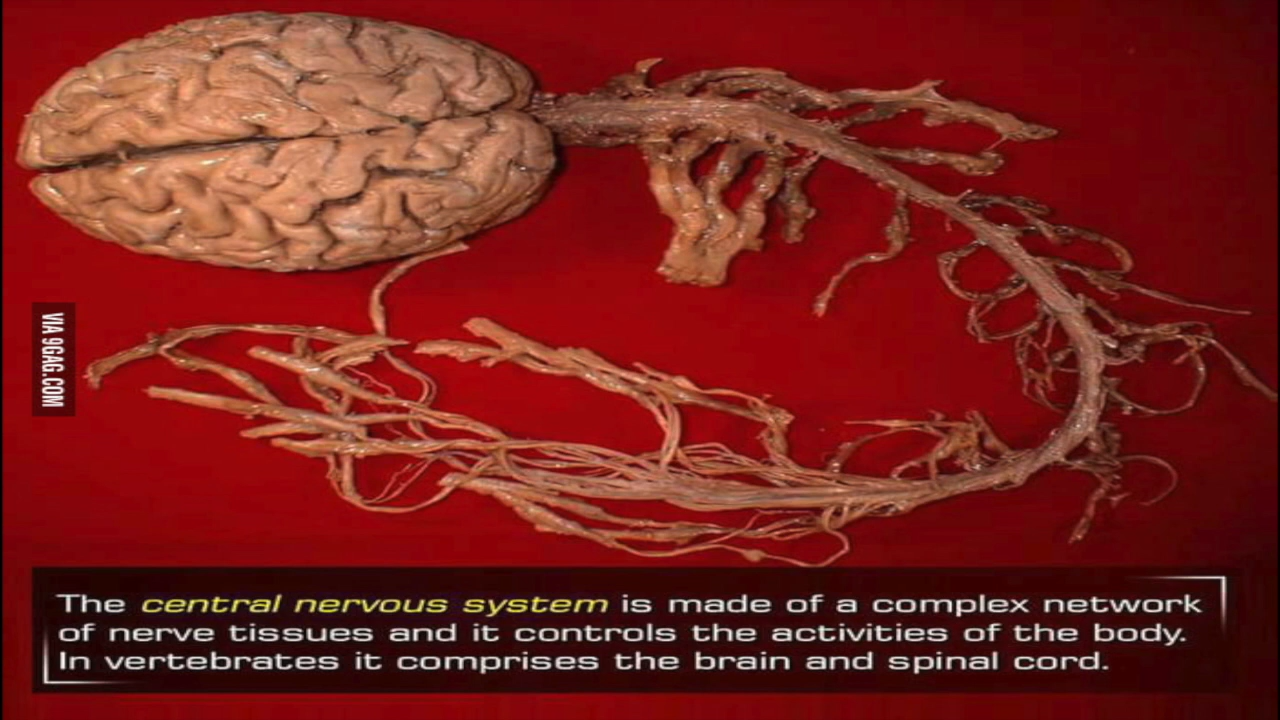 VIA 9GAG.COM
The central nervous system is made of a complex network
of nerve tissues and it controls the activities of the body.
In vertebrates it comprises the brain and spinal cord.